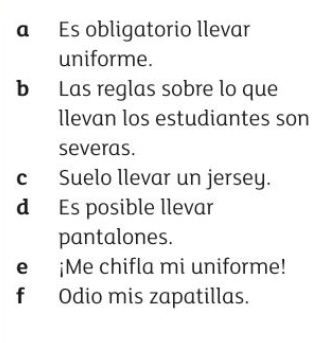 a Es obligatorio llevar
uniforme.
b Las reglas sobre lo que
llevan los estudiantes son
severas.
c Suelo llevar un jersey.
d Es posible llevar
pantalones.
e ¡Me chifla mi uniforme!
f Odio mis zapatillas.